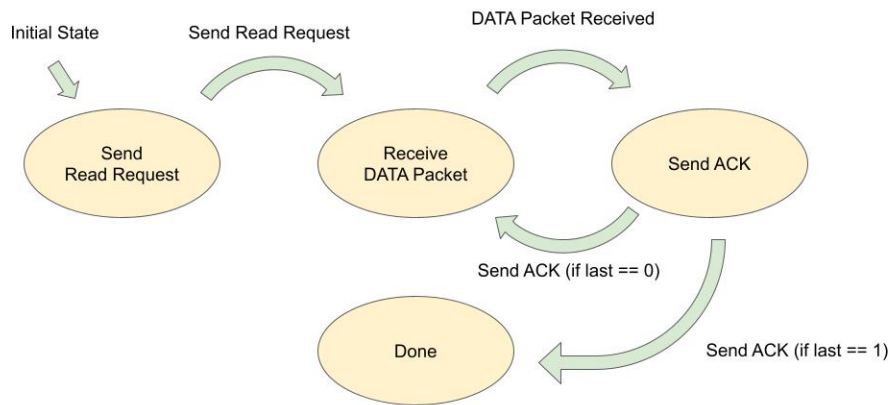 Initial State
Send Read Request
DATA Packet Received
Send
Read Request
Receive
DATA Packet
Send ACK
Send ACK (if last == 0)
Done
Send ACK (if last == 1)